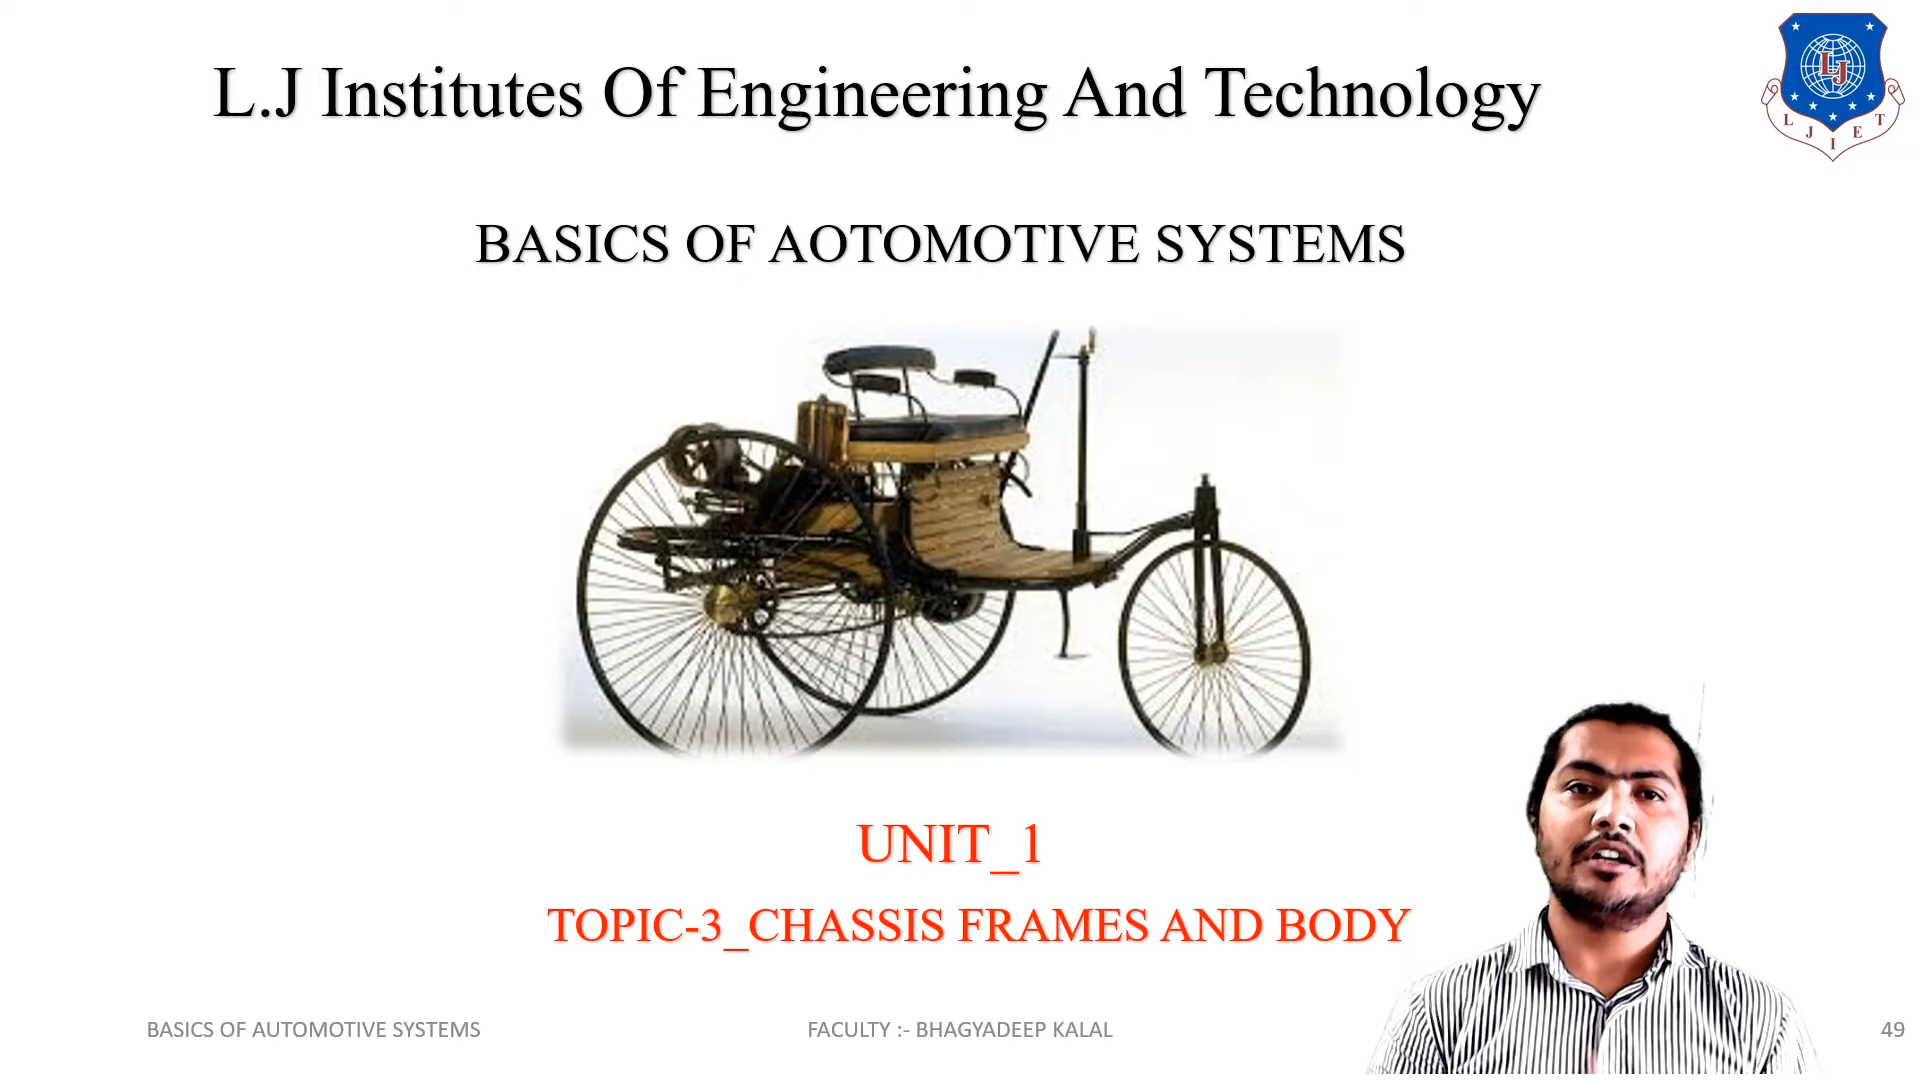 L.J Institutes Of Engineering And Technology
LJ
L J I E T
BASICS OF AOTOMOTIVE SYSTEMS
UNIT_1
TOPIC-3_CHASSIS FRAMES AND BODY
BASICS OF AUTOMOTIVE SYSTEMS
FACULTY :- BHAGYADEEP KALAL
49